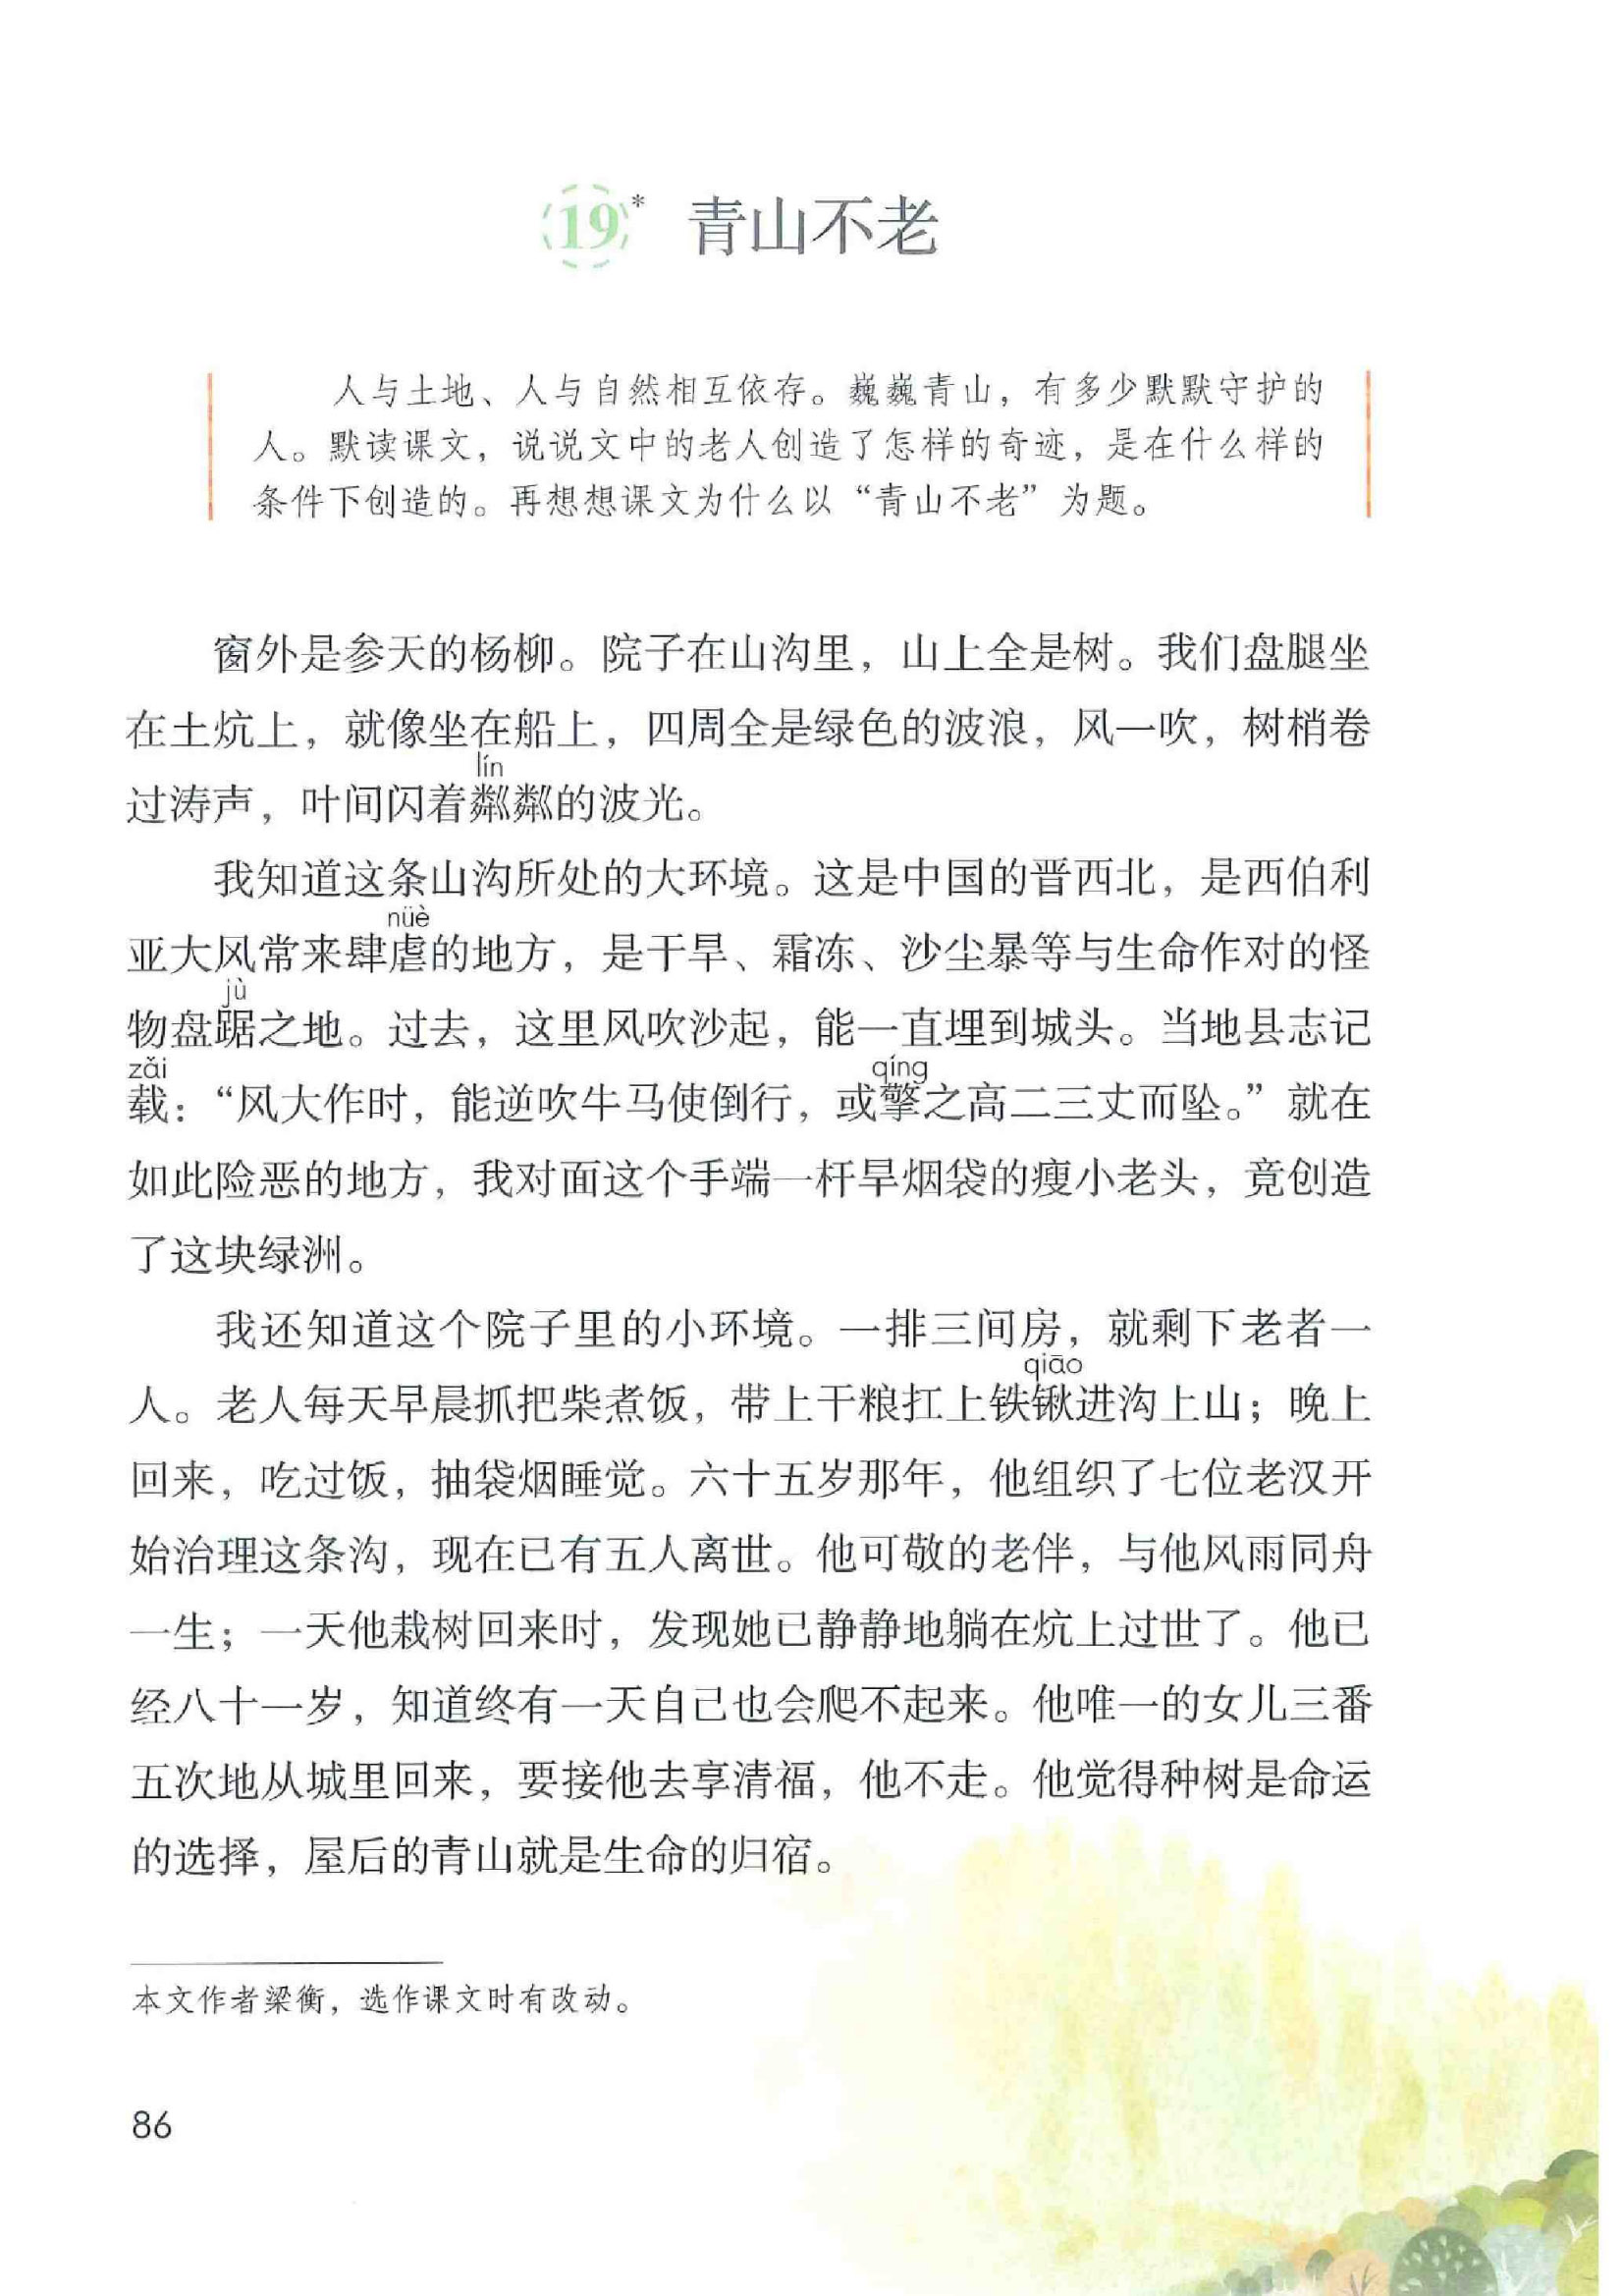 19* 青山不老
人与土地、人与自然相互依存。巍巍青山，有多少默默守护的
人。默读课文，说说文中的老人创造了怎样的奇迹，是在什么样的
条件下创造的。再想想课文为什么以“青山不老”为题。
窗外是参天的杨柳。院子在山沟里，山上全是树。我们盘腿坐
在土炕上，就像坐在船上，四周全是绿色的波浪，风一吹，树梢卷
lín
过涛声，叶间闪着粼粼的波光。
我知道这条山沟所处的大环境。这是中国的晋西北，是西伯利
nüè
亚大风常来肆虐的地方，是干旱、霜冻、沙尘暴等与生命作对的怪
jù
物盘踞之地。过去，这里风吹沙起，能一直埋到城头。当地县志记
zǎi qíng
载：“风大作时，能逆吹牛马使倒行，或擎之高二三丈而坠。”就在
如此险恶的地方，我对面这个手端一杆旱烟袋的瘦小老头，竟创造
了这块绿洲。
我还知道这个院子里的小环境。一排三间房，就剩下老者一
qiāo
人。老人每天早晨抓把柴煮饭，带上干粮扛上铁锹进沟上山；晚上
回来，吃过饭，抽袋烟睡觉。六十五岁那年，他组织了七位老汉开
始治理这条沟，现在已有五人离世。他可敬的老伴，与他风雨同舟
一生；一天他栽树回来时，发现她已静静地躺在炕上过世了。他已
经八十一岁，知道终有一天自己也会爬不起来。他唯一的女儿三番
五次地从城里回来，要接他去享清福，他不走。他觉得种树是命运
的选择，屋后的青山就是生命的归宿。
本文作者梁衡，选作课文时有改动。
86